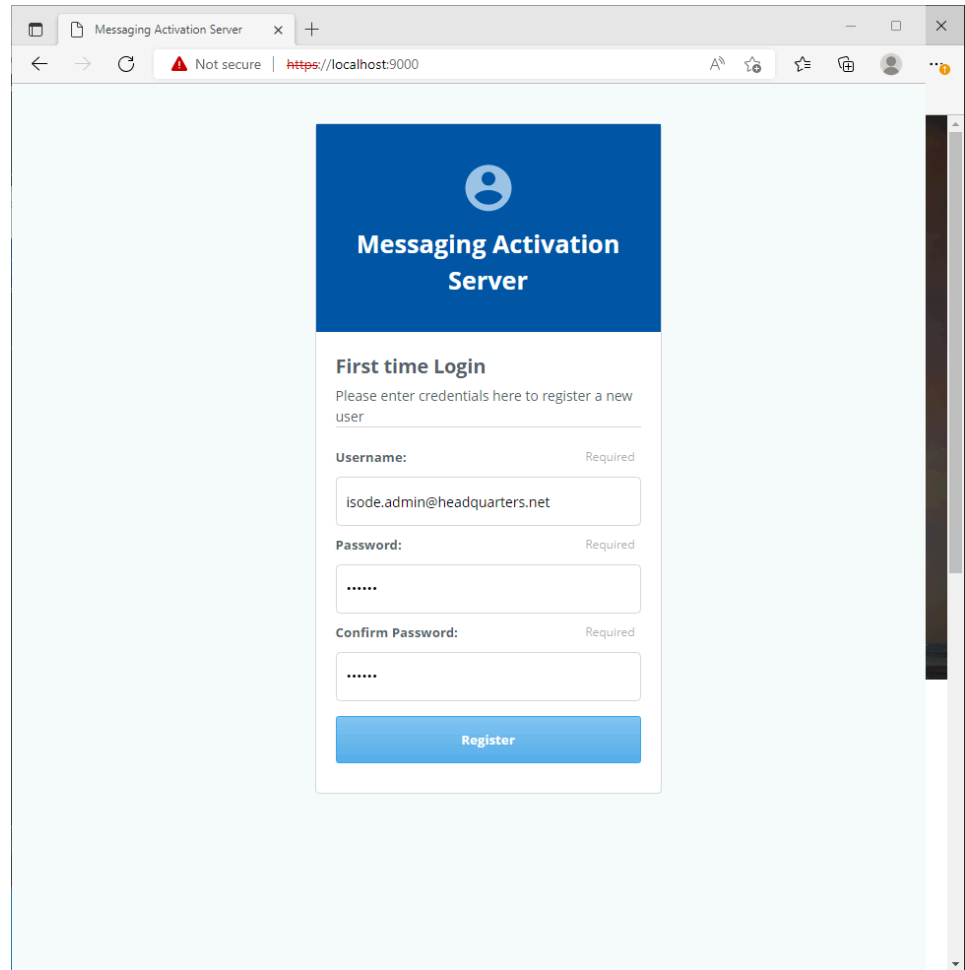 Messaging Activation Server
Not secure | https://localhost:9000
Messaging Activation
Server
First time Login
Please enter credentials here to register a new
user
Username: Required
isode.admin@headquarters.net
Password: Required
••••••
Confirm Password: Required
••••••
Register